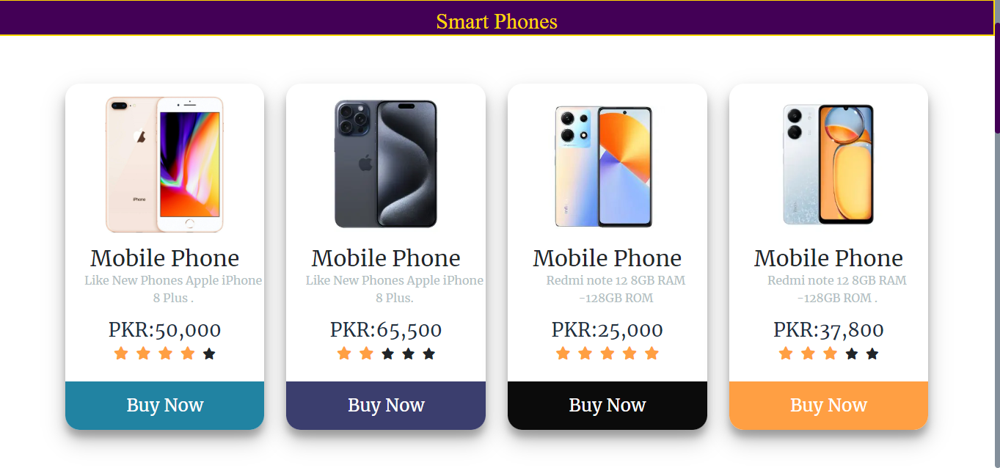 Smart Phones
iPhone
Mobile Phone
Like New Phones Apple iPhone
8 Plus .
PKR:50,000
Buy Now
Mobile Phone
Like New Phones Apple iPhone
8 Plus.
PKR:65,500
Buy Now
Mobile Phone
Redmi note 12 8GB RAM
-128GB ROM
PKR:25,000
Buy Now
Mobile Phone
Redmi note 12 8GB RAM
-128GB ROM .
PKR:37,800
Buy Now